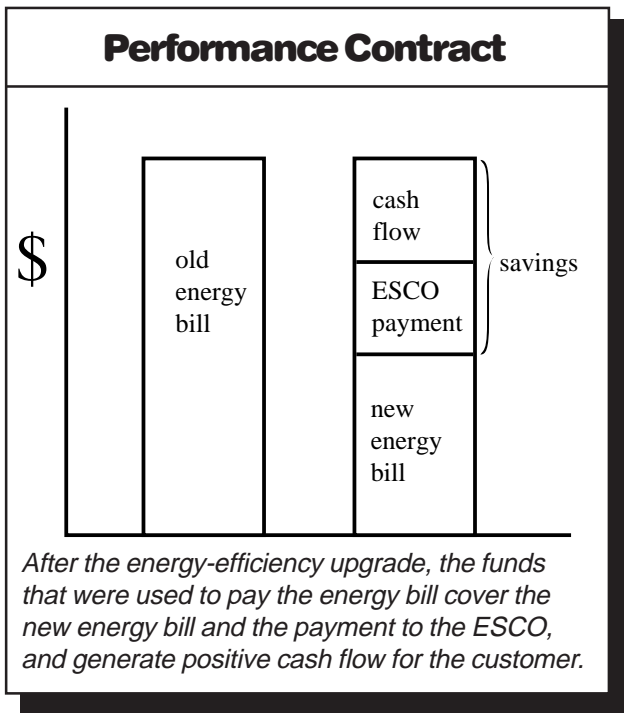 Performance Contract
$
old
energy
bill
cash
flow
ESCO
payment
new
energy
bill
savings
After the energy-efficiency upgrade, the funds
that were used to pay the energy bill cover the
new energy bill and the payment to the ESCO,
and generate positive cash flow for the customer.